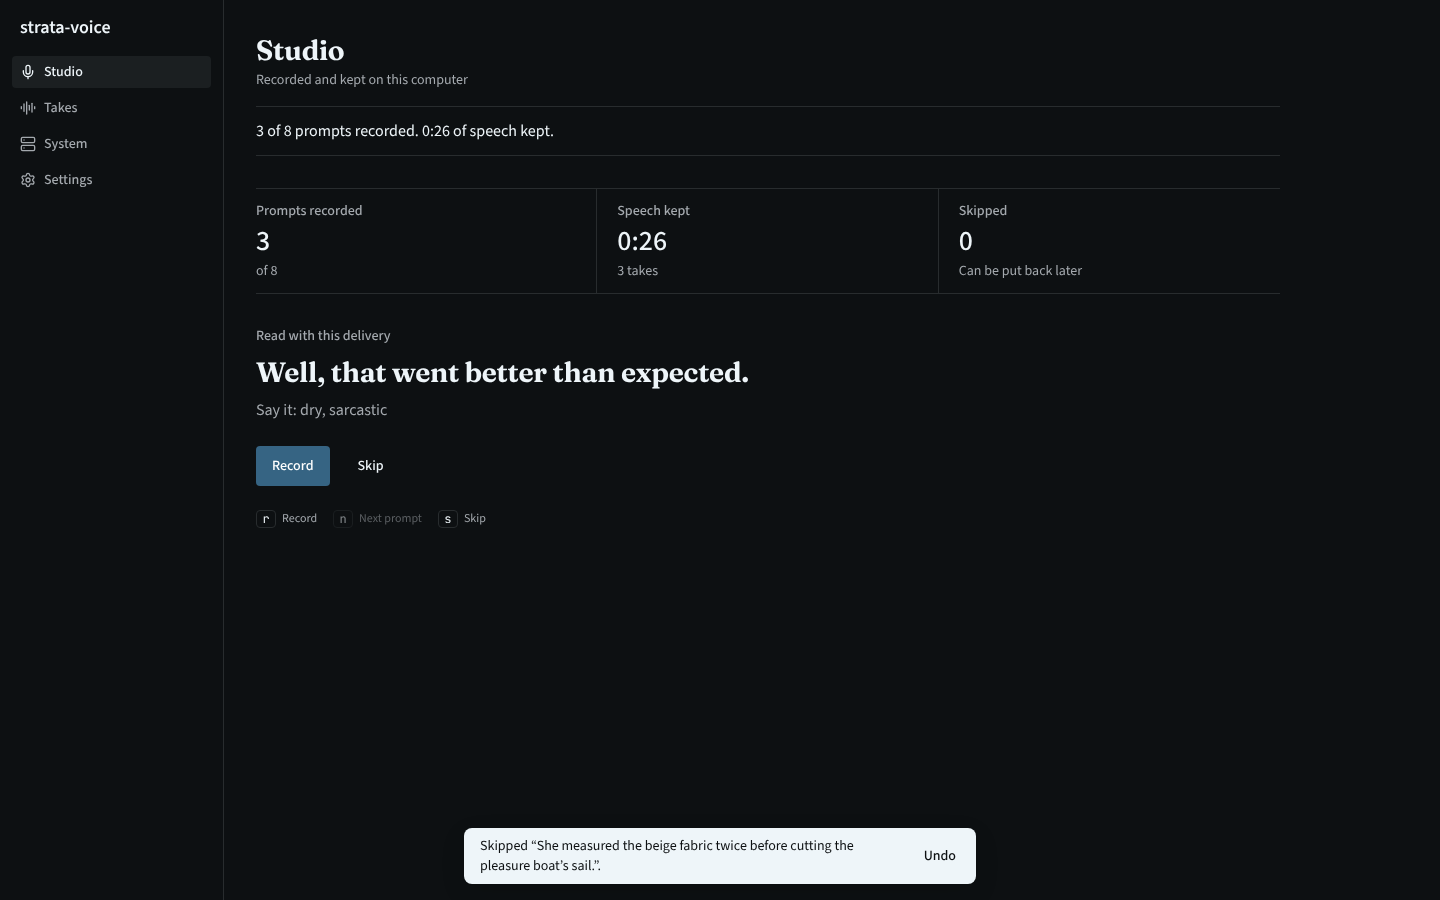 strata-voice
Studio
Takes
System
Settings
Studio
Recorded and kept on this computer
3 of 8 prompts recorded. 0:26 of speech kept.
Prompts recorded
3
of 8
Speech kept
0:26
3 takes
Skipped
0
Can be put back later
Read with this delivery
Well, that went better than expected.
Say it: dry, sarcastic
Record
Skip
r Record n Next prompt s Skip
Skipped “She measured the beige fabric twice before cutting the
pleasure boat’s sail.”.
Undo